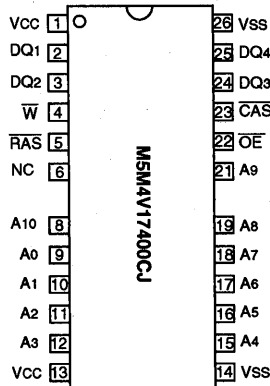 VCC 1 26 VSS
DQ1 2 25 DQ4
DQ2 3 24 DQ3
W 4 23 CAS
RAS 5 22 OE
NC 6 21 A9
M5M4V17400CJ
A10 8 19 A8
A0 9 18 A7
A1 10 17 A6
A2 11 16 A5
A3 12 15 A4
VCC 13 14 VSS